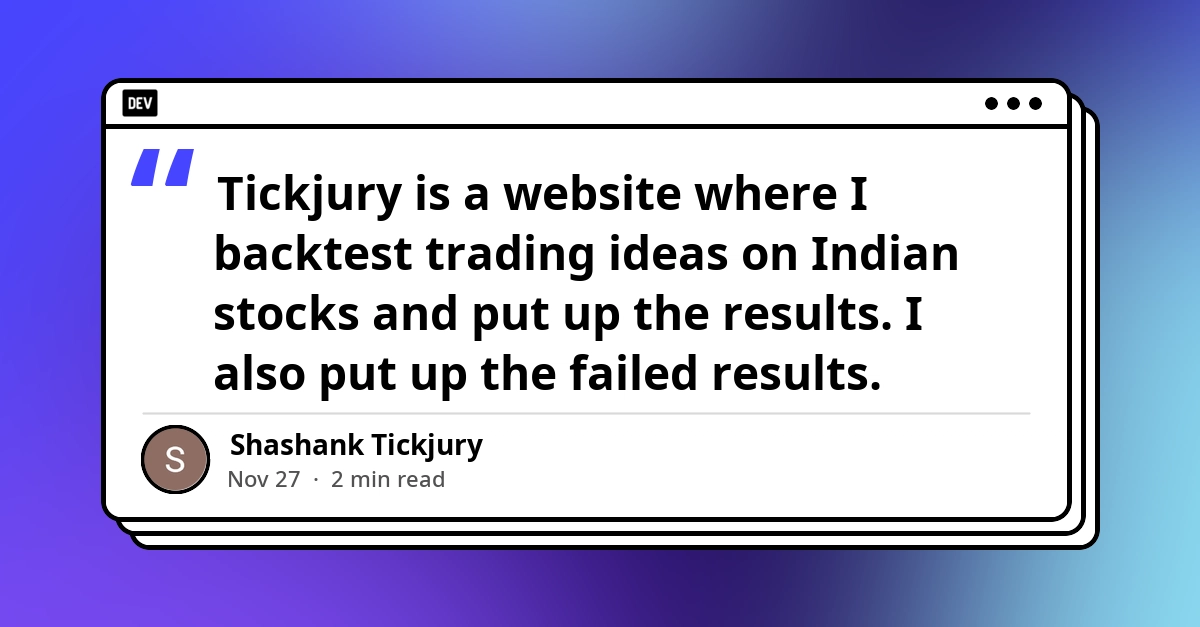 DEV
“ Tickjury is a website where I
backtest trading ideas on Indian
stocks and put up the results. I
also put up the failed results.
S
Shashank Tickjury
Nov 27 · 2 min read